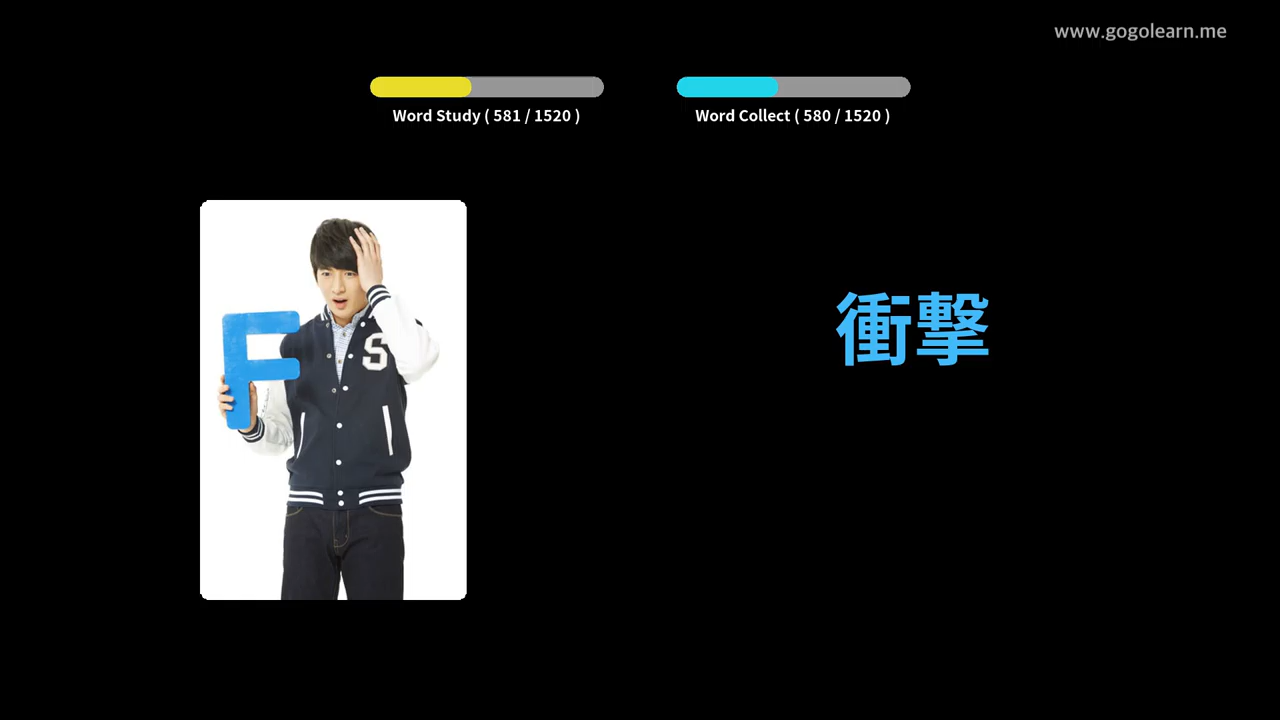 www.gogolearn.me
Word Study ( 581 / 1520 )
Word Collect ( 580 / 1520 )
F
S
衝撃